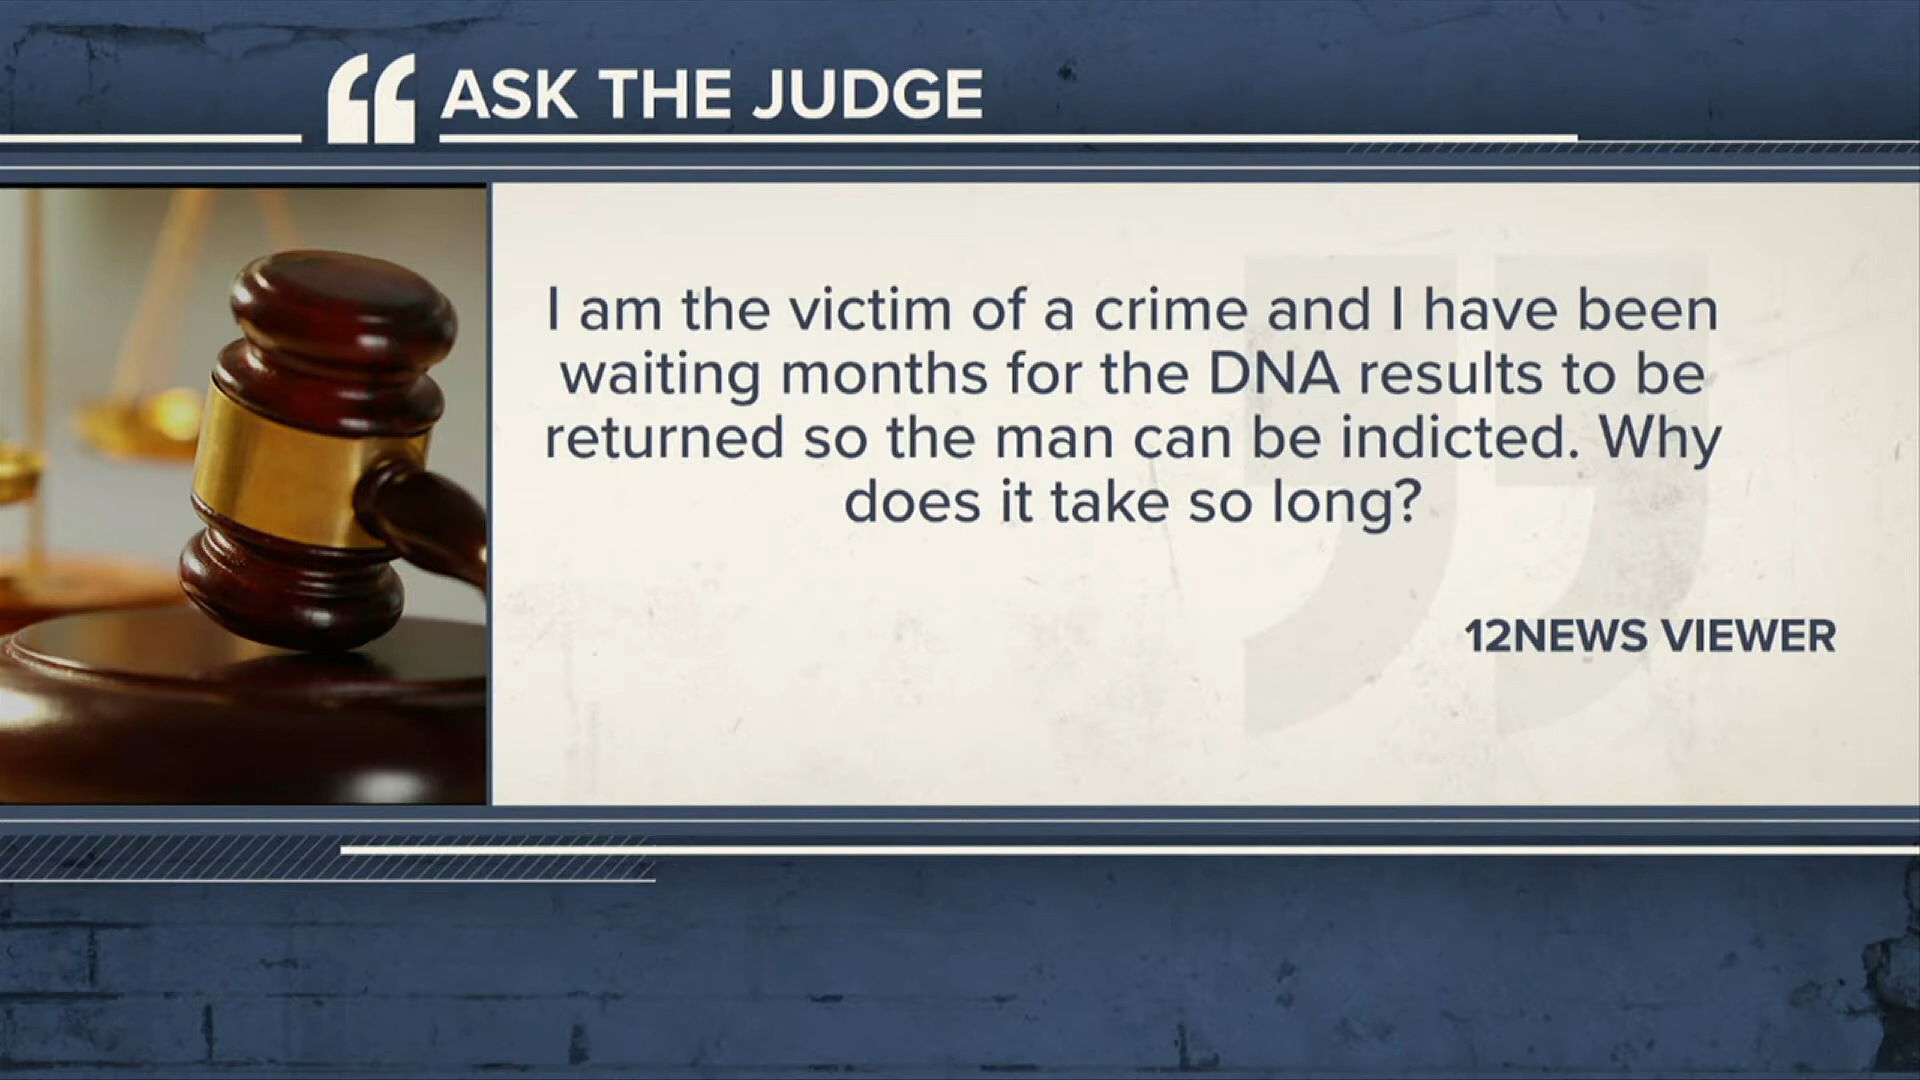 ASK THE JUDGE
I am the victim of a crime and I have been
waiting months for the DNA results to be
returned so the man can be indicted. Why
does it take so long?
12NEWS VIEWER